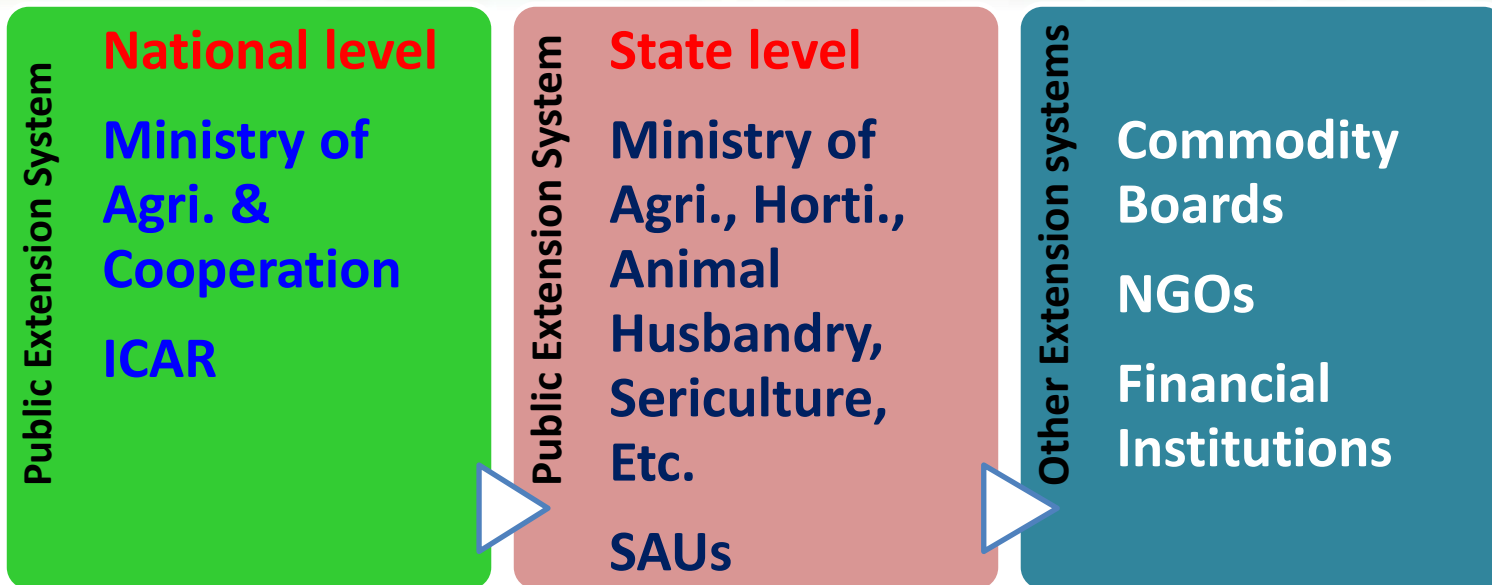 Public Extension System
National level
Ministry of
Agri. &
Cooperation
ICAR
Public Extension System
State level
Ministry of
Agri., Horti.,
Animal
Husbandry,
Sericulture,
Etc.
SAUs
Other Extension systems
Commodity
Boards
NGOs
Financial
Institutions